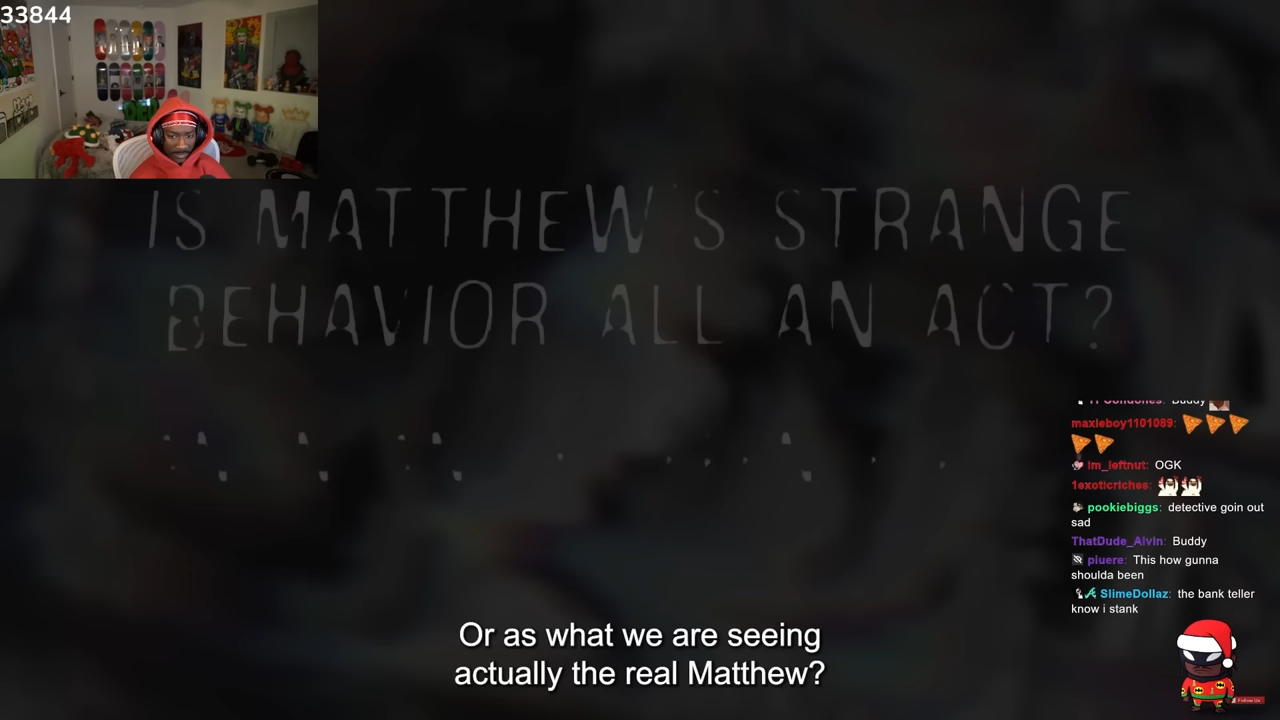 33844
IS MATTHEW'S STRANGE
BEHAVIOR ALL AN ACT?
Or as what we are seeing
actually the real Matthew?
Buddy
maxieboy1101089:
im_leftnut: OGK
1exoticriches:
pookiebiggs: detective goin out
sad
ThatDude_Alvin: Buddy
piuere: This how gunna
shoulda been
SlimeDollaz: the bank teller
know i stank
Follow Us